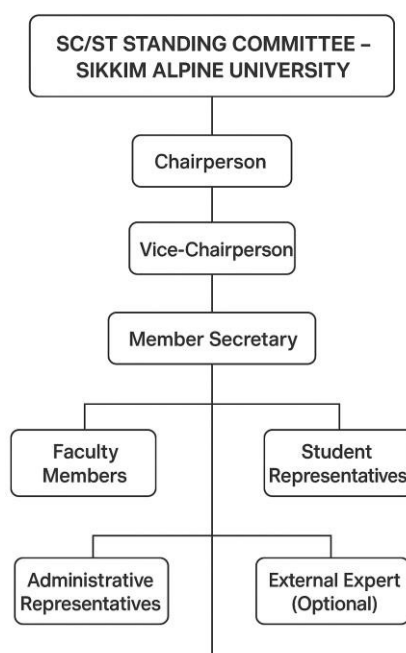 SC/ST STANDING COMMITTEE –
SIKKIM ALPINE UNIVERSITY
Chairperson
Vice-Chairperson
Member Secretary
Faculty
Members
Student
Representatives
Administrative
Representatives
External Expert
(Optional)